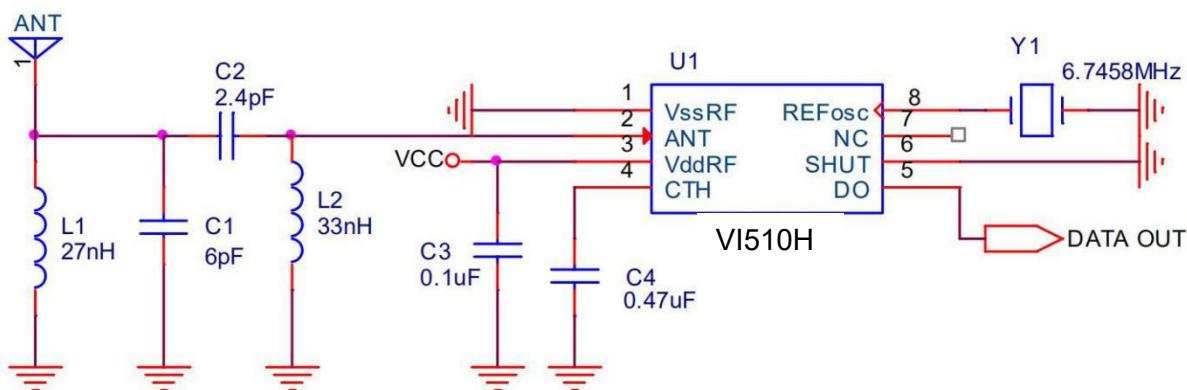 ANT
1
C2
2.4pF
L1
27nH
C1
6pF
L2
33nH
VCC
C3
0.1uF
C4
0.47uF
U1
1
2
3
4
VssRF
ANT
VddRF
CTH
REFosc
NC
SHUT
DO
8
7
6
5
VI510H
Y1
6.7458MHz
DATA OUT